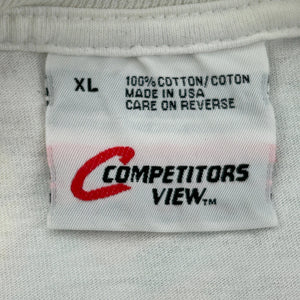 XL
100% COTTON/COTON
MADE IN USA
CARE ON REVERSE
C COMPETITORS
VIEW™